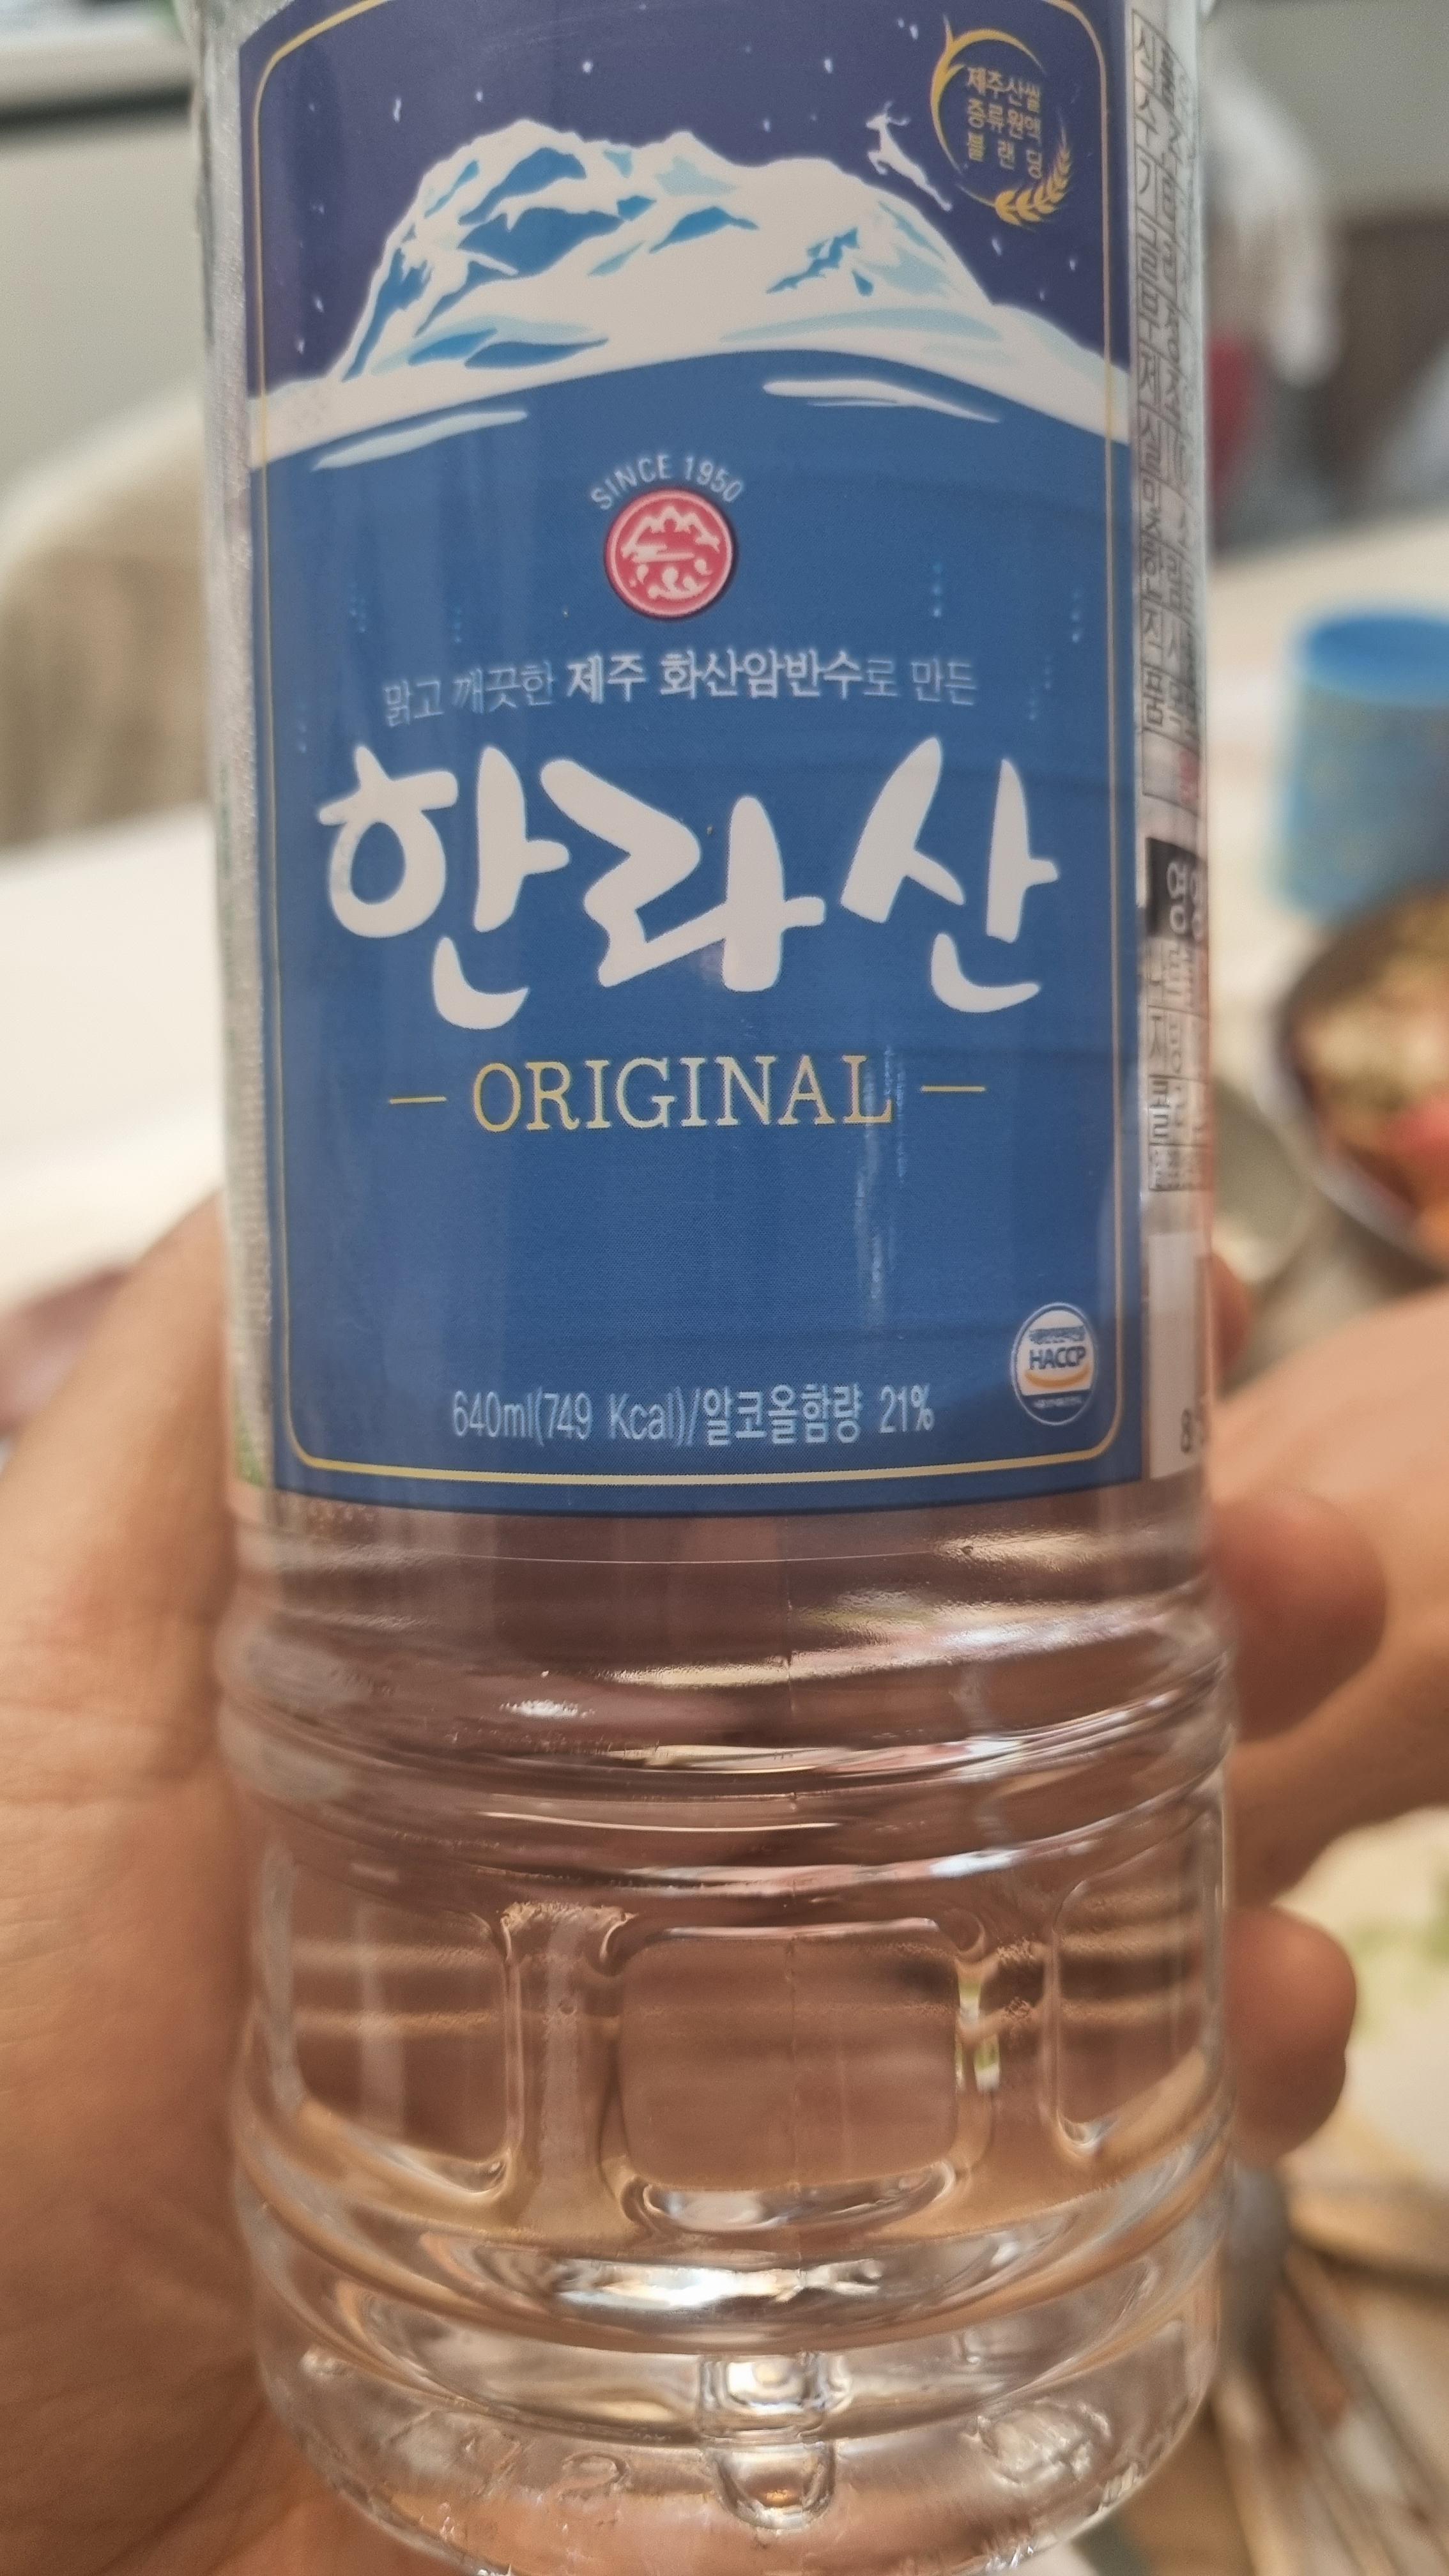 제주산쌀
증류원액
블랜딩
SINCE 1950
맑고 깨끗한 제주 화산암반수로 만든
한라산
ORIGINAL
HACCP
640ml(749 Kcal)/알코올함량 21%